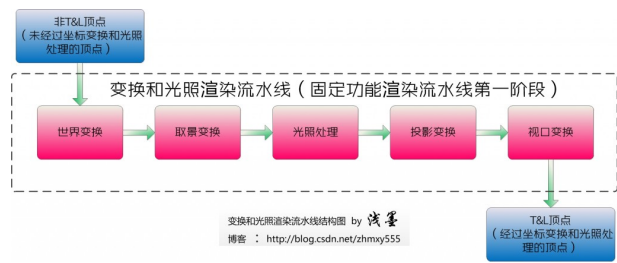 非T&L顶点
（未经过坐标变换和光照
处理的顶点）
变换和光照渲染流水线（固定功能渲染流水线第一阶段）
世界变换
取景变换
光照处理
投影变换
视口变换
变换和光照渲染流水线结构图 by 浅墨
博客 ：http://blog.csdn.net/zhmxy555
T&L顶点
（经过坐标变换和光照处
理的顶点）